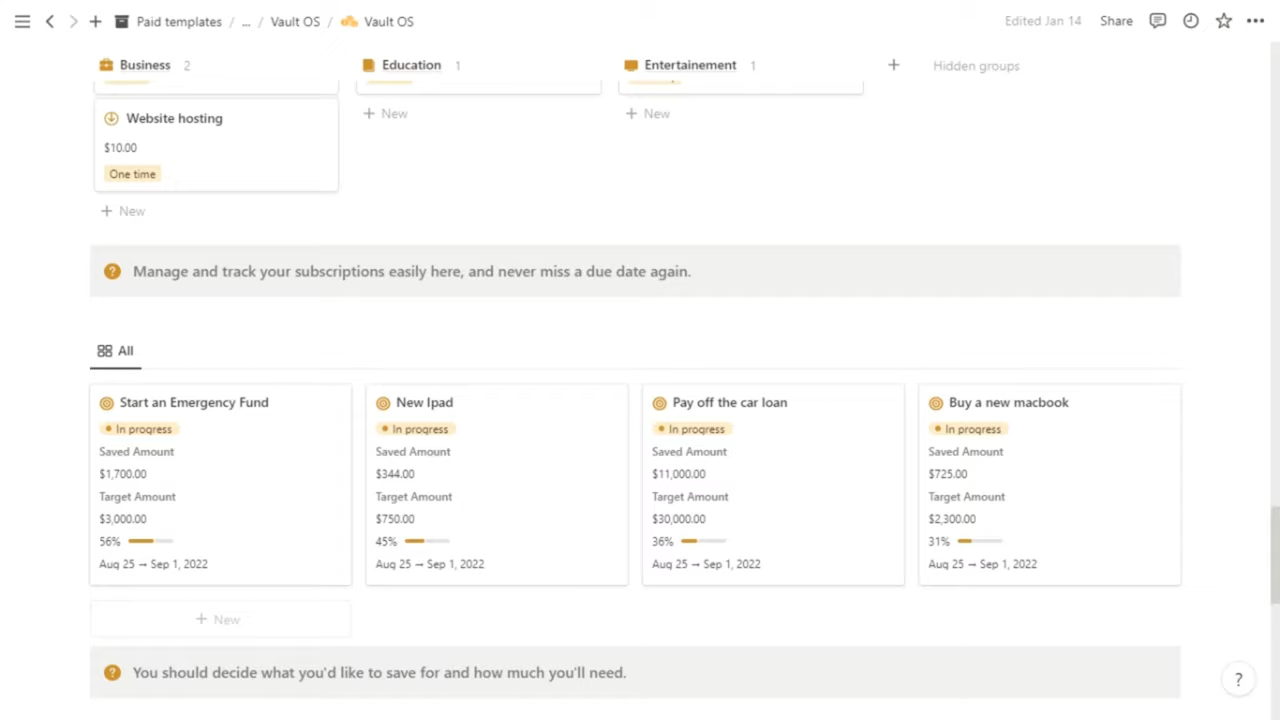 Paid templates / ... / Vault OS / Vault OS
Edited Jan 14 Share
Business 2
Education 1
Entertainement 1
+ Hidden groups
Website hosting
$10.00
One time
+ New
+ New
+ New
Manage and track your subscriptions easily here, and never miss a due date again.
All
Start an Emergency Fund
In progress
Saved Amount
$1,700.00
Target Amount
$3,000.00
56%
Aug 25 → Sep 1, 2022
New Ipad
In progress
Saved Amount
$344.00
Target Amount
$750.00
45%
Aug 25 → Sep 1, 2022
Pay off the car loan
In progress
Saved Amount
$11,000.00
Target Amount
$30,000.00
36%
Aug 25 → Sep 1, 2022
Buy a new macbook
In progress
Saved Amount
$725.00
Target Amount
$2,300.00
31%
Aug 25 → Sep 1, 2022
+ New
You should decide what you'd like to save for and how much you'll need.
?